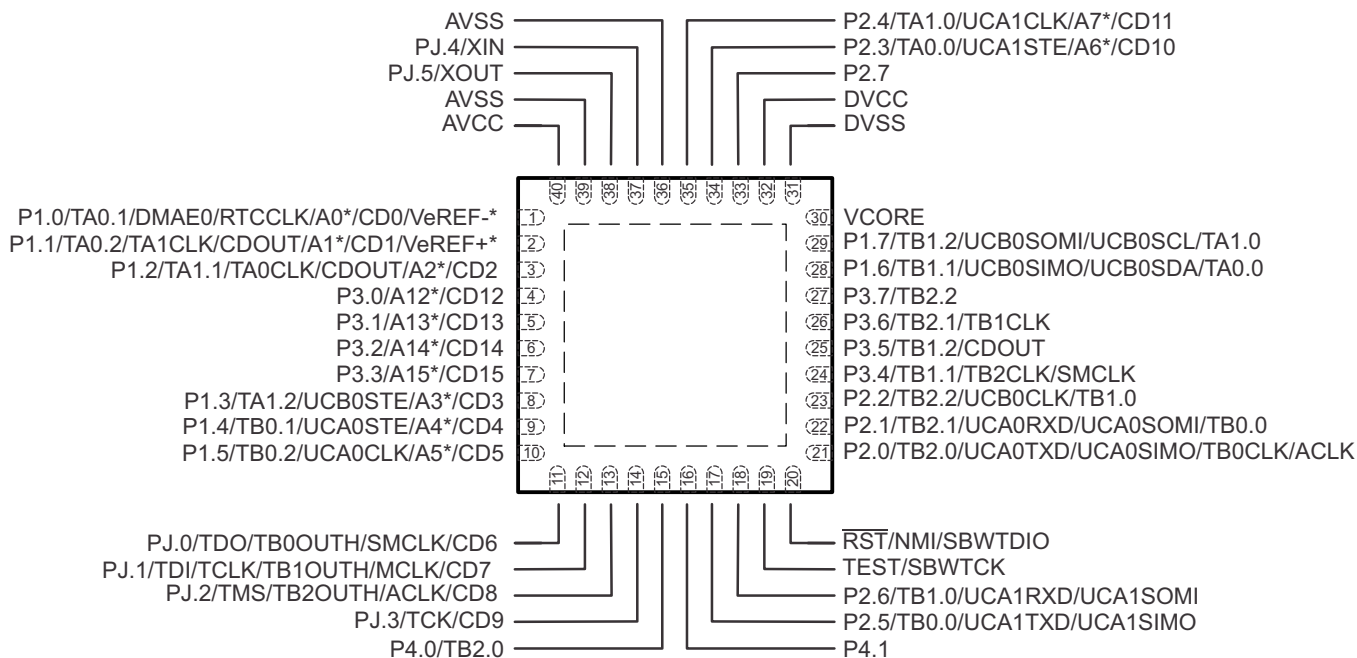 AVSS
PJ.4/XIN
PJ.5/XOUT
AVSS
AVCC
P2.4/TA1.0/UCA1CLK/A7*/CD11
P2.3/TA0.0/UCA1STE/A6*/CD10
P2.7
DVCC
DVSS
40 39 38 37 36 35 34 33 32 31
P1.0/TA0.1/DMAE0/RTCCLK/A0*/CD0/VeREF-* 1
P1.1/TA0.2/TA1CLK/CDOUT/A1*/CD1/VeREF+* 2
P1.2/TA1.1/TA0CLK/CDOUT/A2*/CD2 3
P3.0/A12*/CD12 4
P3.1/A13*/CD13 5
P3.2/A14*/CD14 6
P3.3/A15*/CD15 7
P1.3/TA1.2/UCB0STE/A3*/CD3 8
P1.4/TB0.1/UCA0STE/A4*/CD4 9
P1.5/TB0.2/UCA0CLK/A5*/CD5 10
30 VCORE
29 P1.7/TB1.2/UCB0SOMI/UCB0SCL/TA1.0
28 P1.6/TB1.1/UCB0SIMO/UCB0SDA/TA0.0
27 P3.7/TB2.2
26 P3.6/TB2.1/TB1CLK
25 P3.5/TB1.2/CDOUT
24 P3.4/TB1.1/TB2CLK/SMCLK
23 P2.2/TB2.2/UCB0CLK/TB1.0
22 P2.1/TB2.1/UCA0RXD/UCA0SOMI/TB0.0
21 P2.0/TB2.0/UCA0TXD/UCA0SIMO/TB0CLK/ACLK
11 12 13 14 15 16 17 18 19 20
PJ.0/TDO/TB0OUTH/SMCLK/CD6
PJ.1/TDI/TCLK/TB1OUTH/MCLK/CD7
PJ.2/TMS/TB2OUTH/ACLK/CD8
PJ.3/TCK/CD9
P4.0/TB2.0
RST/NMI/SBWTDIO
TEST/SBWTCK
P2.6/TB1.0/UCA1RXD/UCA1SOMI
P2.5/TB0.0/UCA1TXD/UCA1SIMO
P4.1